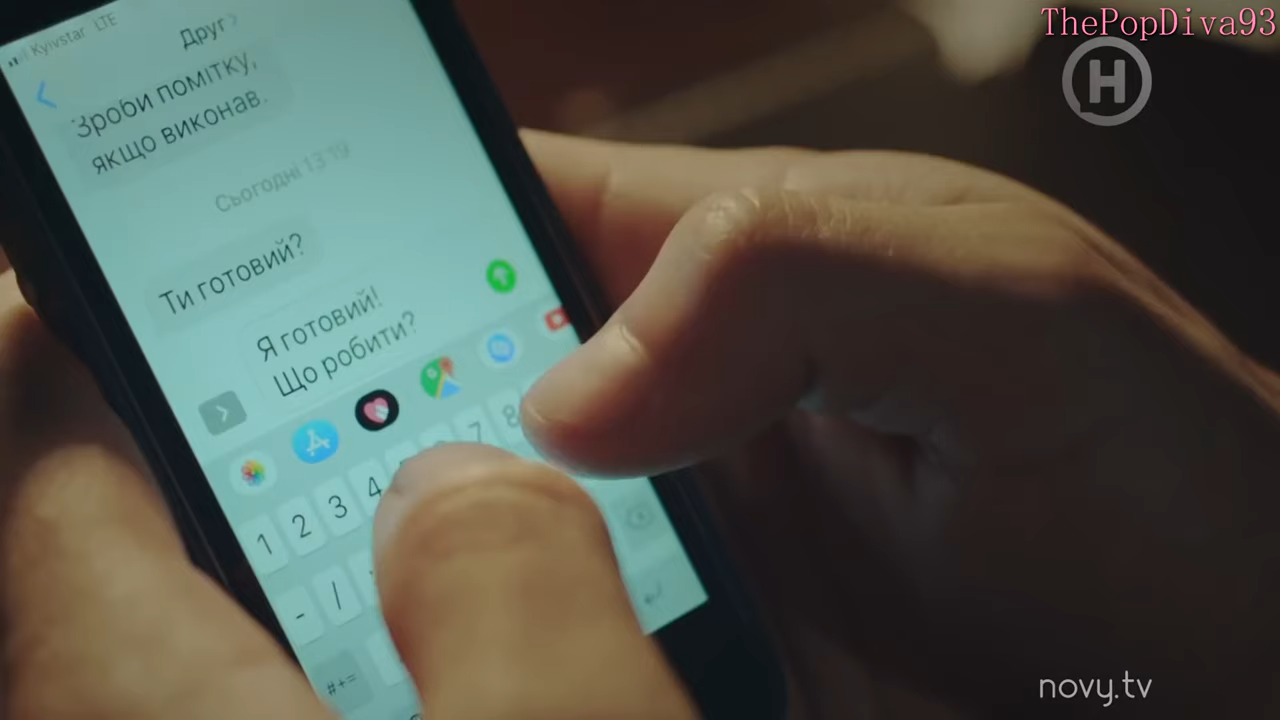 ThePopDiva93
H
Kyivstar LTE
Друг
Зроби помітку,
якщо виконав.
Сьогодні 13:19
Ти готовий?
Я готовий!
Що робити?
1 2 3 4 7 8
- /
#+=
novy.tv